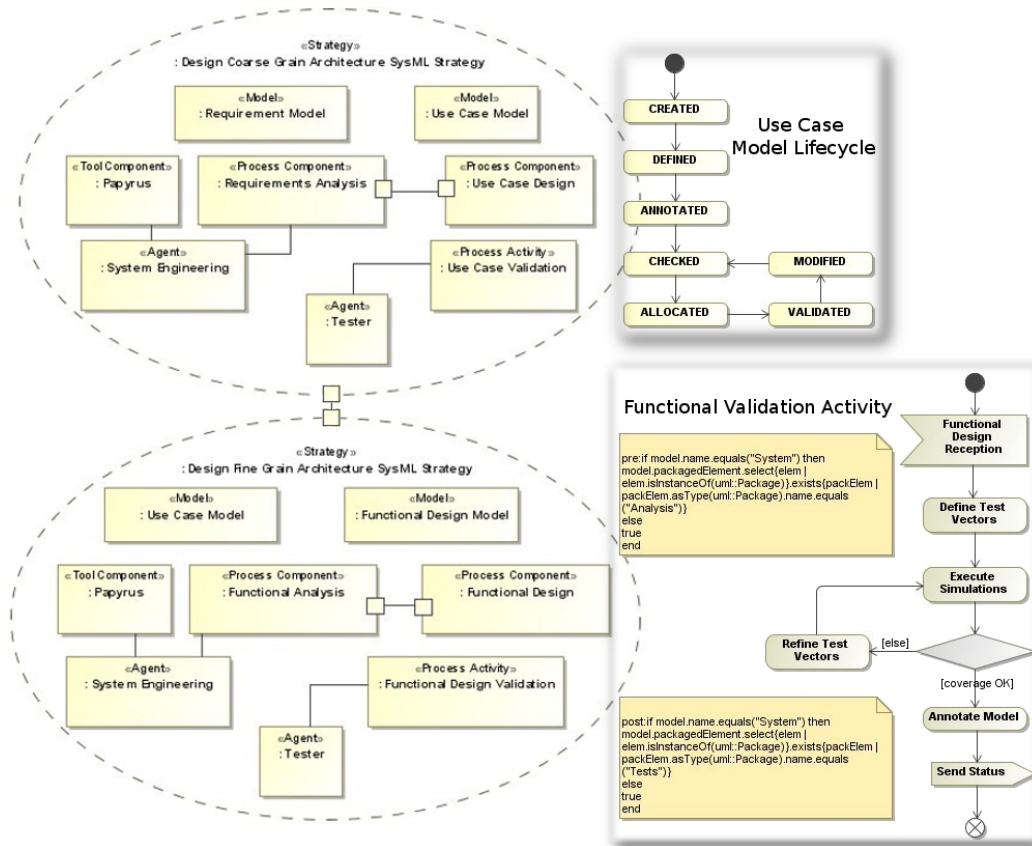 «Strategy»
: Design Coarse Grain Architecture SysML Strategy
«Model»
: Requirement Model
«Model»
: Use Case Model
«Tool Component»
: Papyrus
«Process Component»
: Requirements Analysis
«Process Component»
: Use Case Design
«Agent»
: System Engineering
«Process Activity»
: Use Case Validation
«Agent»
: Tester
Use Case
Model Lifecycle
CREATED
DEFINED
ANNOTATED
CHECKED
MODIFIED
ALLOCATED
VALIDATED
«Strategy»
: Design Fine Grain Architecture SysML Strategy
«Model»
: Use Case Model
«Model»
: Functional Design Model
«Tool Component»
: Papyrus
«Process Component»
: Functional Analysis
«Process Component»
: Functional Design
«Agent»
: System Engineering
«Process Activity»
: Functional Design Validation
«Agent»
: Tester
Functional Validation Activity
pre:if model.name.equals("System") then
model.packagedElement.select{elem |
elem.isInstanceOf(uml::Package)}.exists{packElem |
packElem.asType(uml::Package).name.equals
("Analysis")}
else
true
end
Functional
Design
Reception
Define Test
Vectors
Execute
Simulations
Refine Test
Vectors
[else]
[coverage OK]
Annotate Model
Send Status
post:if model.name.equals("System") then
model.packagedElement.select{elem |
elem.isInstanceOf(uml::Package)}.exists{packElem |
packElem.asType(uml::Package).name.equals
("Tests")}
else
true
end